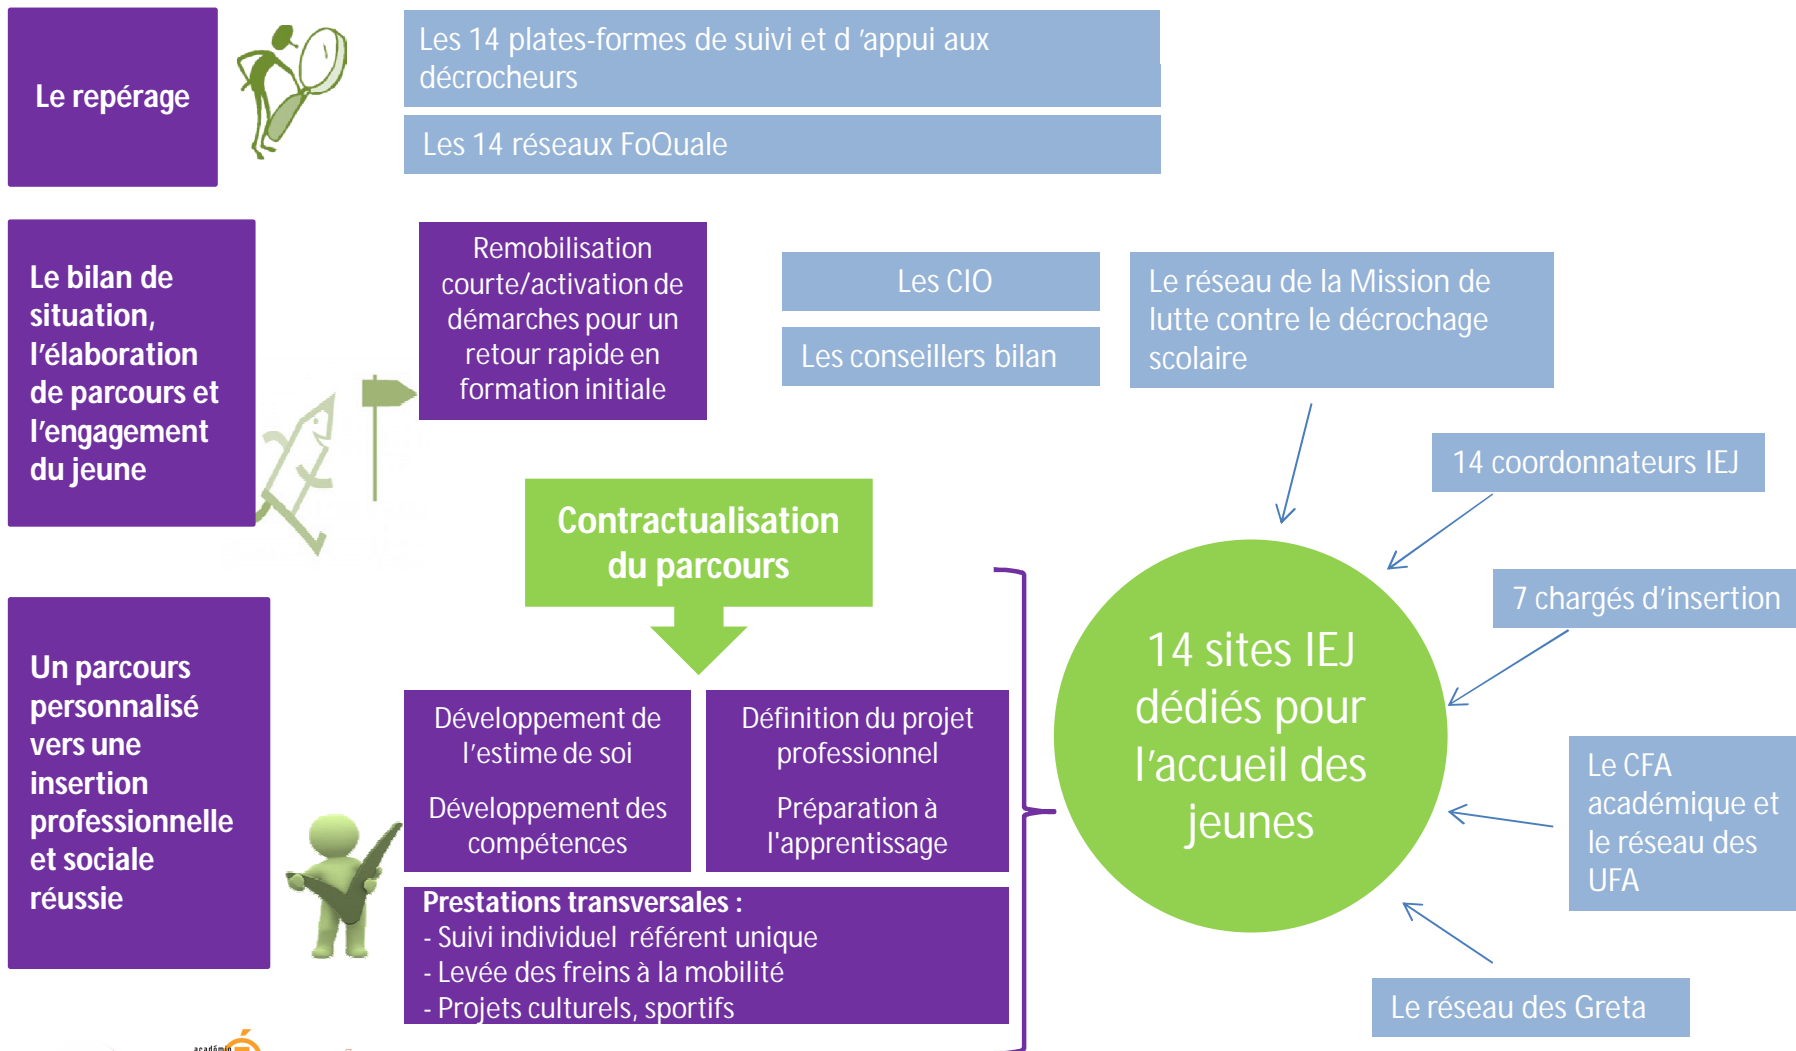 Le repérage
Les 14 plates-formes de suivi et d ’appui aux
décrocheurs
Les 14 réseaux FoQuale
Le bilan de
situation,
l’élaboration
de parcours et
l’engagement
du jeune
Remobilisation
courte/activation de
démarches pour un
retour rapide en
formation initiale
Les CIO
Les conseillers bilan
Le réseau de la Mission de
lutte contre le décrochage
scolaire
14 coordonnateurs IEJ
7 chargés d’insertion
Le CFA
académique et
le réseau des
UFA
Le réseau des Greta
14 sites IEJ
dédiés pour
l’accueil des
jeunes
Contractualisation
du parcours
Un parcours
personnalisé
vers une
insertion
professionnelle
et sociale
réussie
Développement de
l’estime de soi
Développement des
compétences
Définition du projet
professionnel
Préparation à
l'apprentissage
Prestations transversales :
- Suivi individuel référent unique
- Levée des freins à la mobilité
- Projets culturels, sportifs